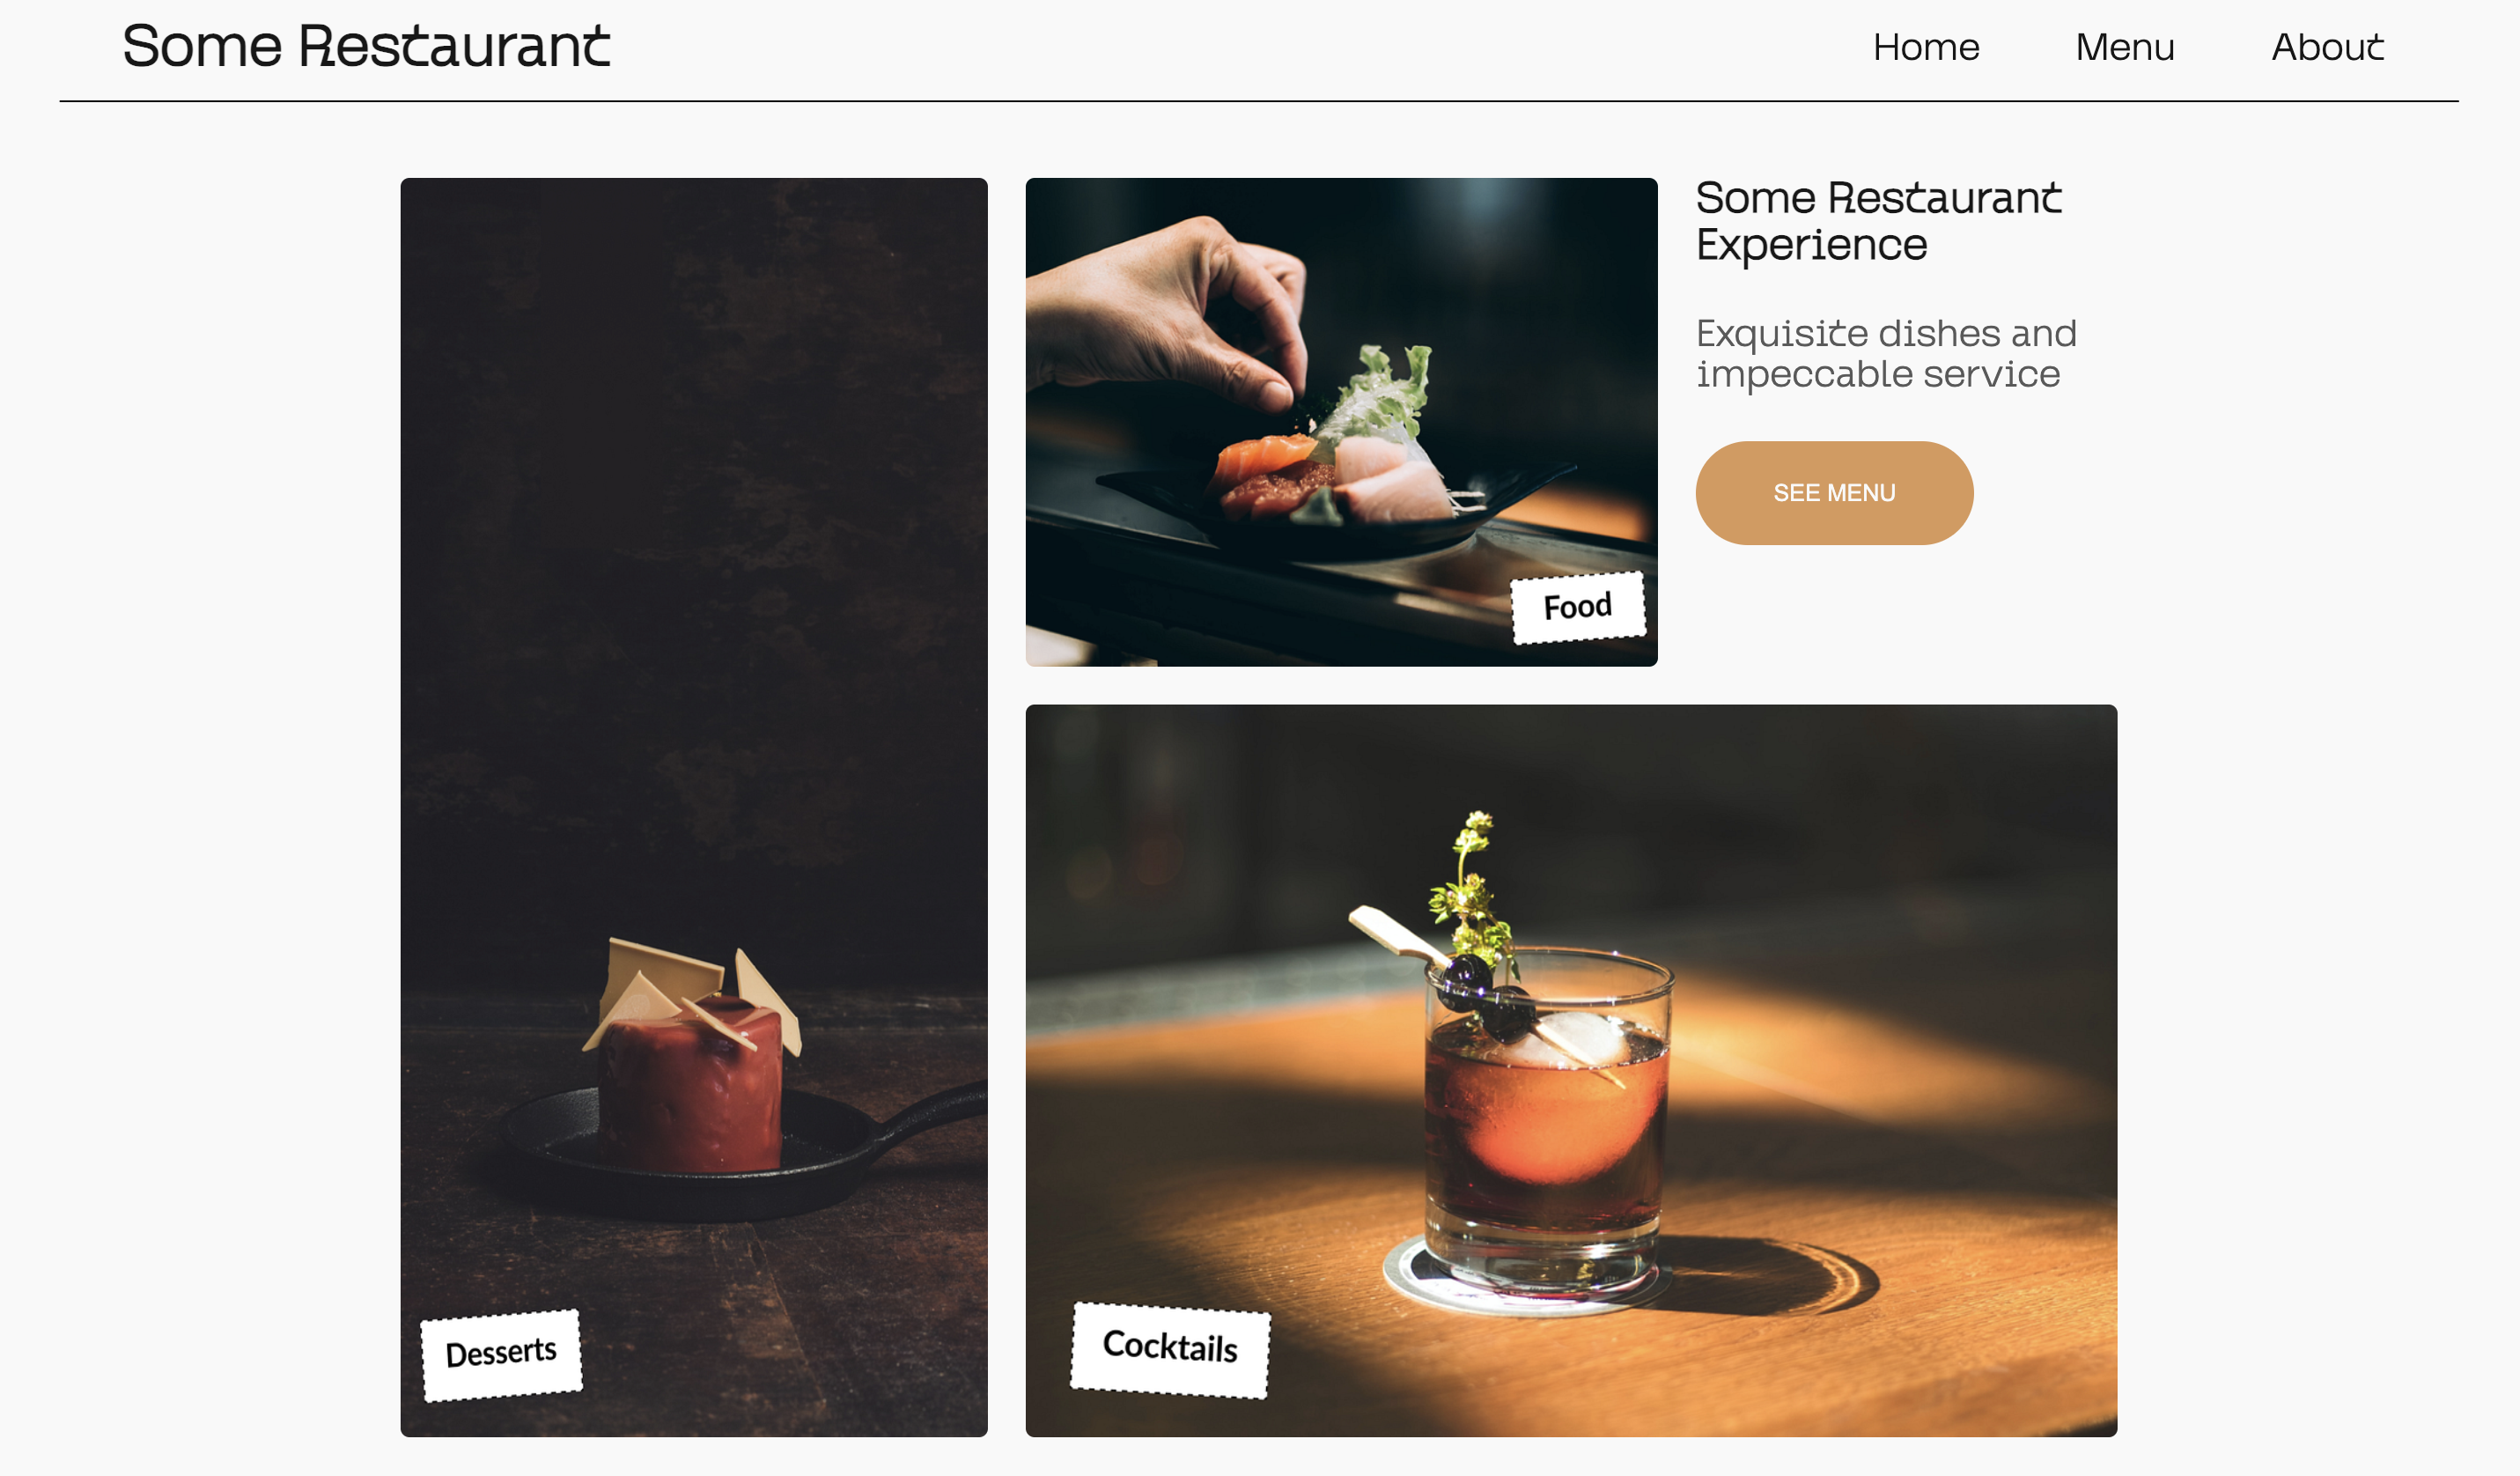 Some Restaurant
Home
Menu
About
Some Restaurant
Experience
Exquisite dishes and
impeccable service
SEE MENU
Food
Desserts
Cocktails